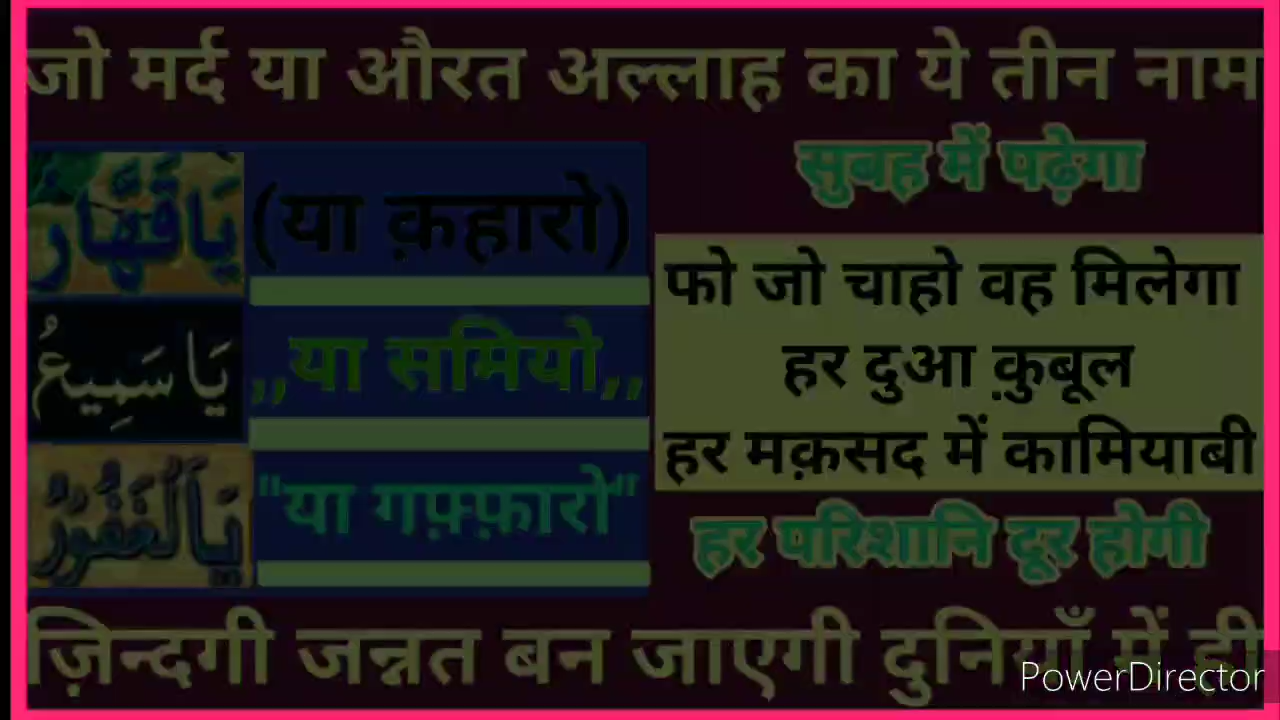 जो मर्द या औरत अल्लाह का ये तीन नाम
सुबह में पढ़ेगा
يَا قَهَّارُ
(या क़हारो)
يَا سَمِيعُ
,,या समियो,,
يَاالْغَفُورُ
"या गफ़्फ़ारो"
फो जो चाहो वह मिलेगा
हर दुआ क़ुबूल
हर मक़सद में कामियाबी
हर परिशानि दूर होगी
ज़िन्दगी जन्नत बन जाएगी दुनियाँ में ही
PowerDirector